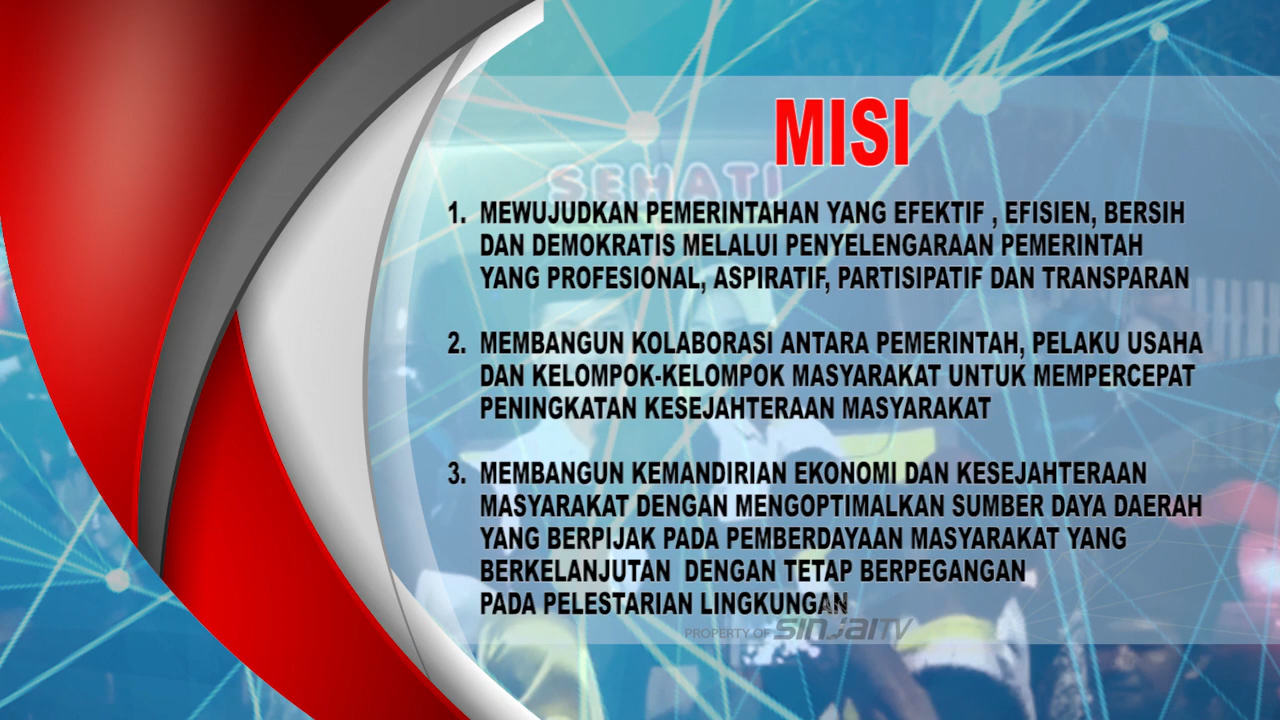 MISI
SEHATI
1. MEWUJUDKAN PEMERINTAHAN YANG EFEKTIF , EFISIEN, BERSIH
DAN DEMOKRATIS MELALUI PENYELENGARAAN PEMERINTAH
YANG PROFESIONAL, ASPIRATIF, PARTISIPATIF DAN TRANSPARAN
2. MEMBANGUN KOLABORASI ANTARA PEMERINTAH, PELAKU USAHA
DAN KELOMPOK-KELOMPOK MASYARAKAT UNTUK MEMPERCEPAT
PENINGKATAN KESEJAHTERAAN MASYARAKAT
3. MEMBANGUN KEMANDIRIAN EKONOMI DAN KESEJAHTERAAN
MASYARAKAT DENGAN MENGOPTIMALKAN SUMBER DAYA DAERAH
YANG BERPIJAK PADA PEMBERDAYAAN MASYARAKAT YANG
BERKELANJUTAN DENGAN TETAP BERPEGANGAN
PADA PELESTARIAN LINGKUNGAN
PROPERTY OF SINJAITV